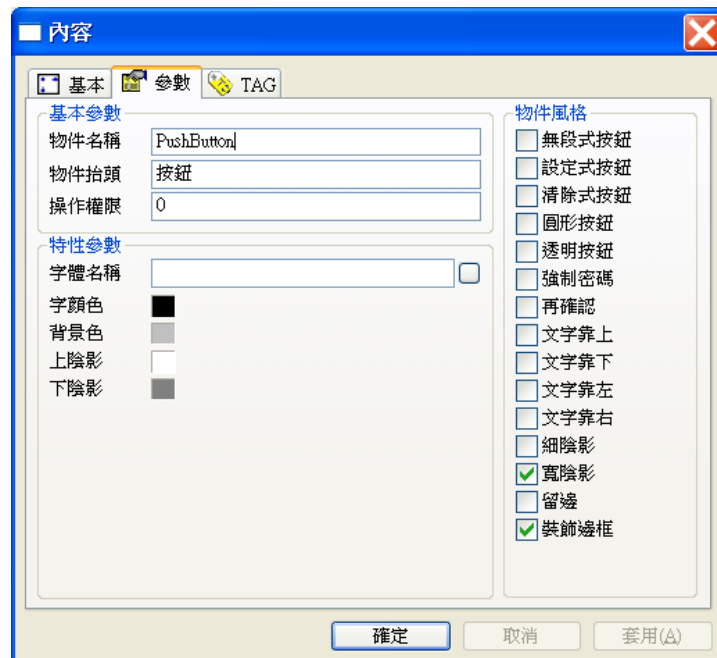 內容
基本 參數 TAG
基本參數
物件名稱 PushButton
物件抬頭 按鈕
操作權限 0
特性參數
字體名稱
字顏色
背景色
上陰影
下陰影
物件風格
無段式按鈕
設定式按鈕
清除式按鈕
圓形按鈕
透明按鈕
強制密碼
再確認
文字靠上
文字靠下
文字靠左
文字靠右
細陰影
寬陰影
留邊
裝飾邊框
確定 取消 套用(A)